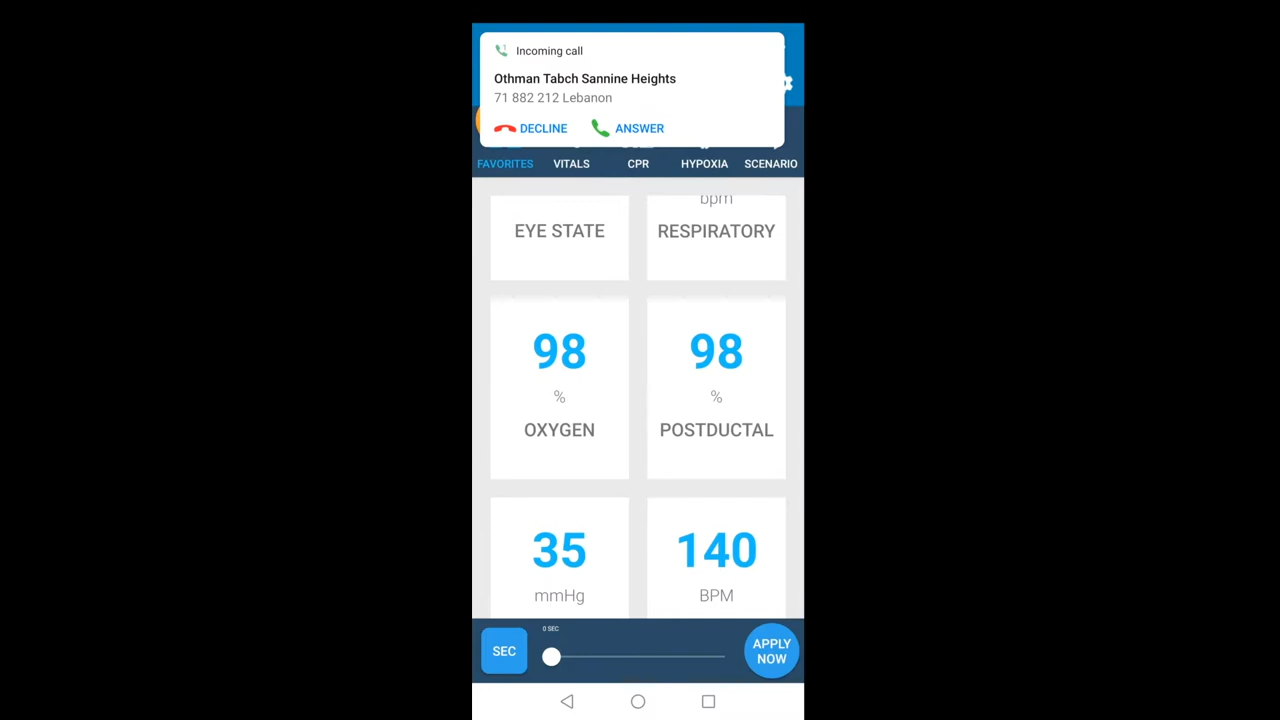 Incoming call
Othman Tabch Sannine Heights
71 882 212 Lebanon
DECLINE ANSWER
FAVORITES VITALS CPR HYPOXIA SCENARIO
bpm
EYE STATE RESPIRATORY
98 98
% %
OXYGEN POSTDUCTAL
35 140
mmHg BPM
0 SEC
SEC
APPLY
NOW